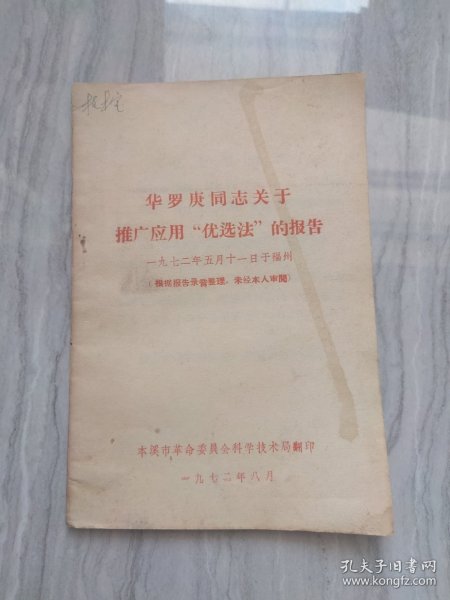 华罗庚同志关于
推广应用“优选法”的报告
一九七二年五月十一日于福州
(根据报告录音整理，未经本人审阅)
本溪市革命委员会科学技术局翻印
一九七二年八月
孔夫子旧书网
www.kongfz.com